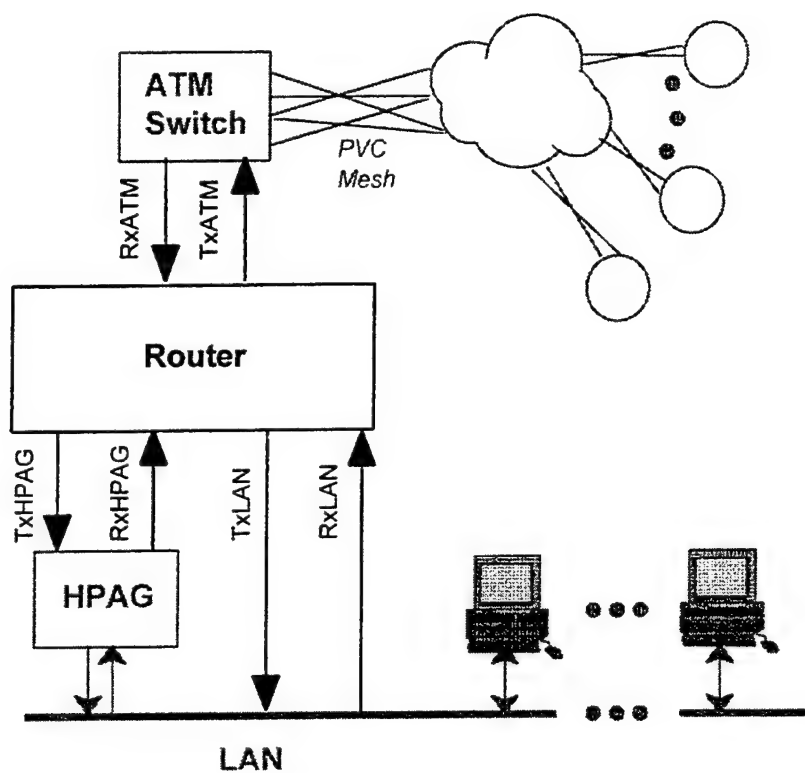 ATM
Switch
PVC
Mesh
RxATM
TxATM
Router
TxHPAG
RxHPAG
TxLAN
RxLAN
HPAG
LAN